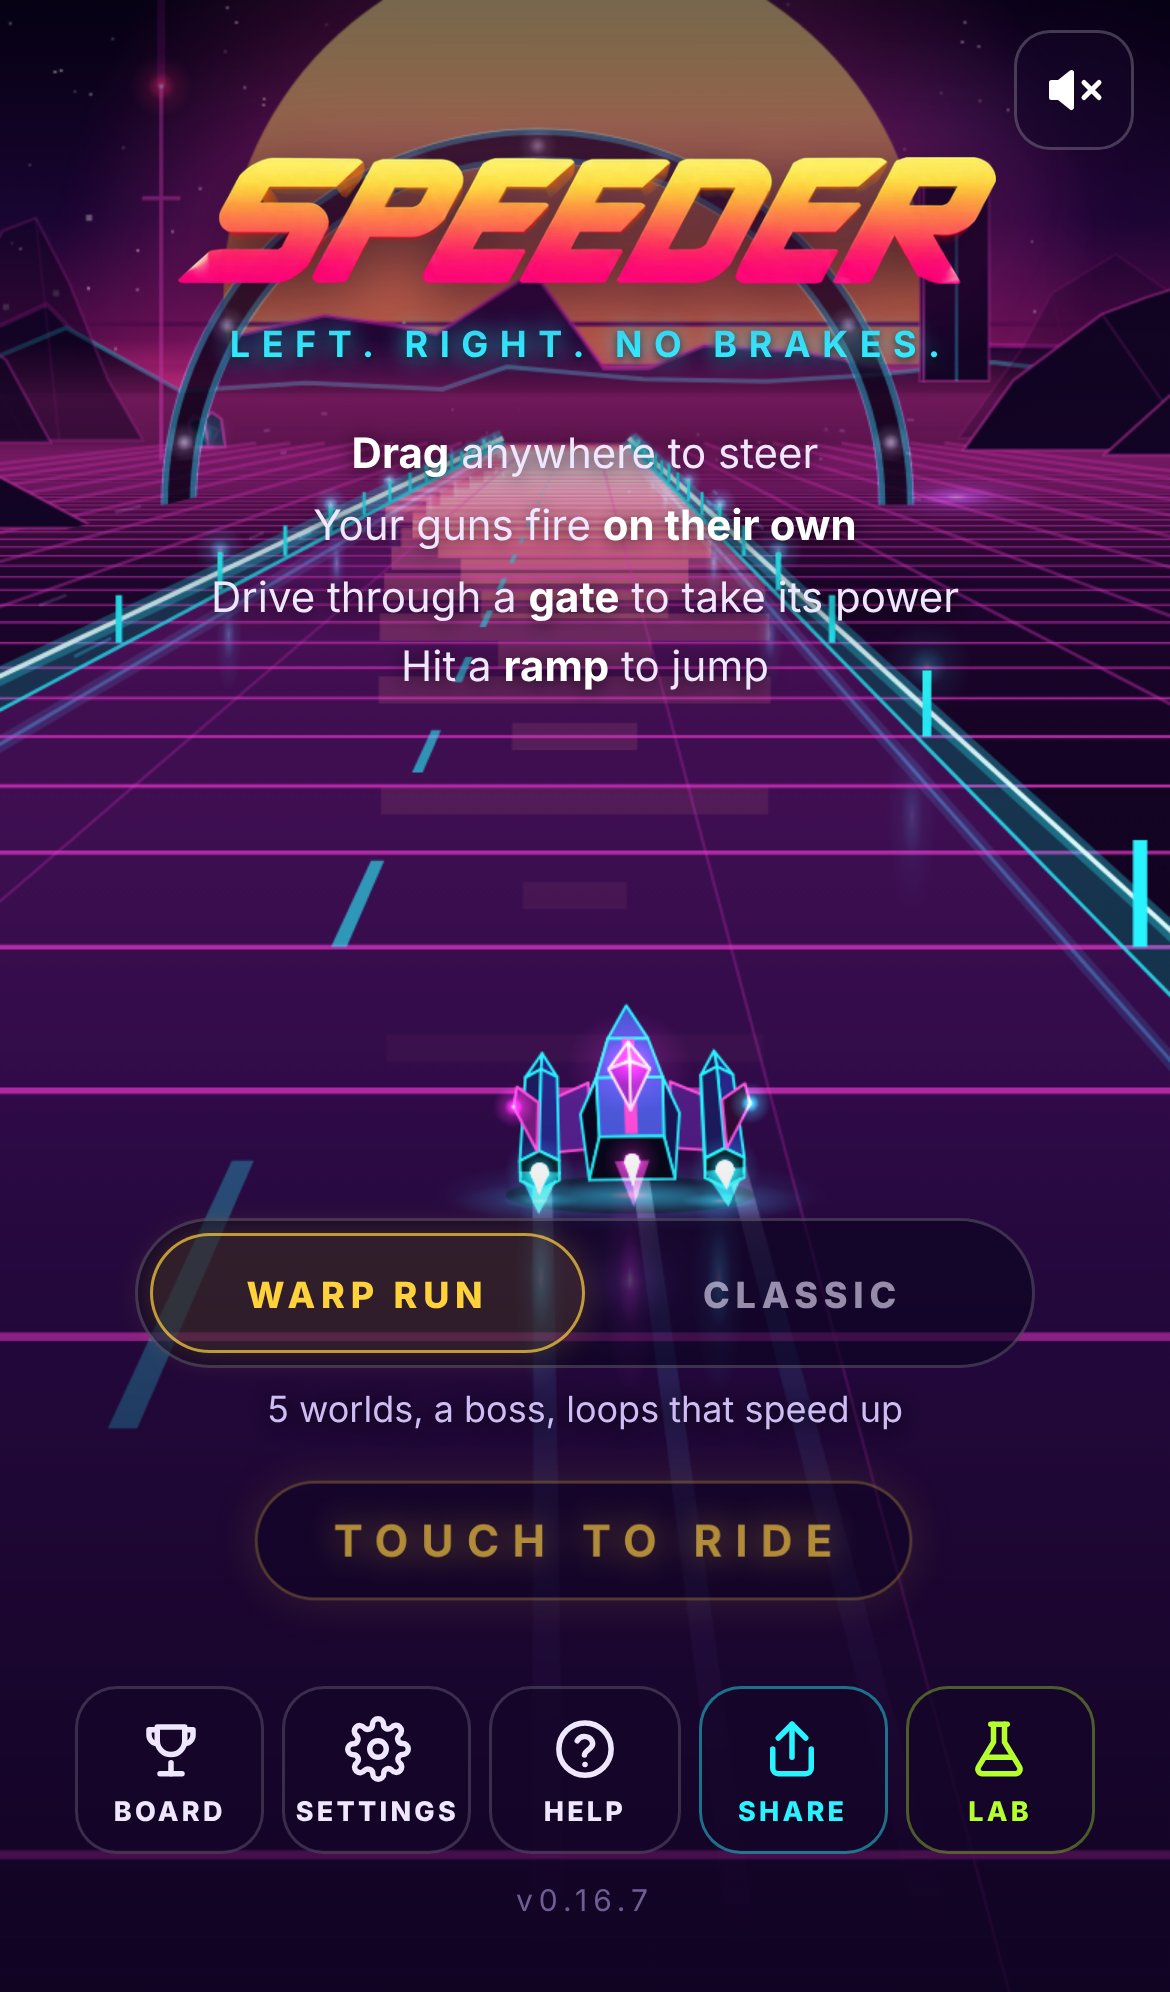 SPEEDER
LEFT. RIGHT. NO BRAKES.
Drag anywhere to steer
Your guns fire on their own
Drive through a gate to take its power
Hit a ramp to jump
WARP RUN
CLASSIC
5 worlds, a boss, loops that speed up
TOUCH TO RIDE
BOARD
SETTINGS
HELP
SHARE
LAB
v0.16.7